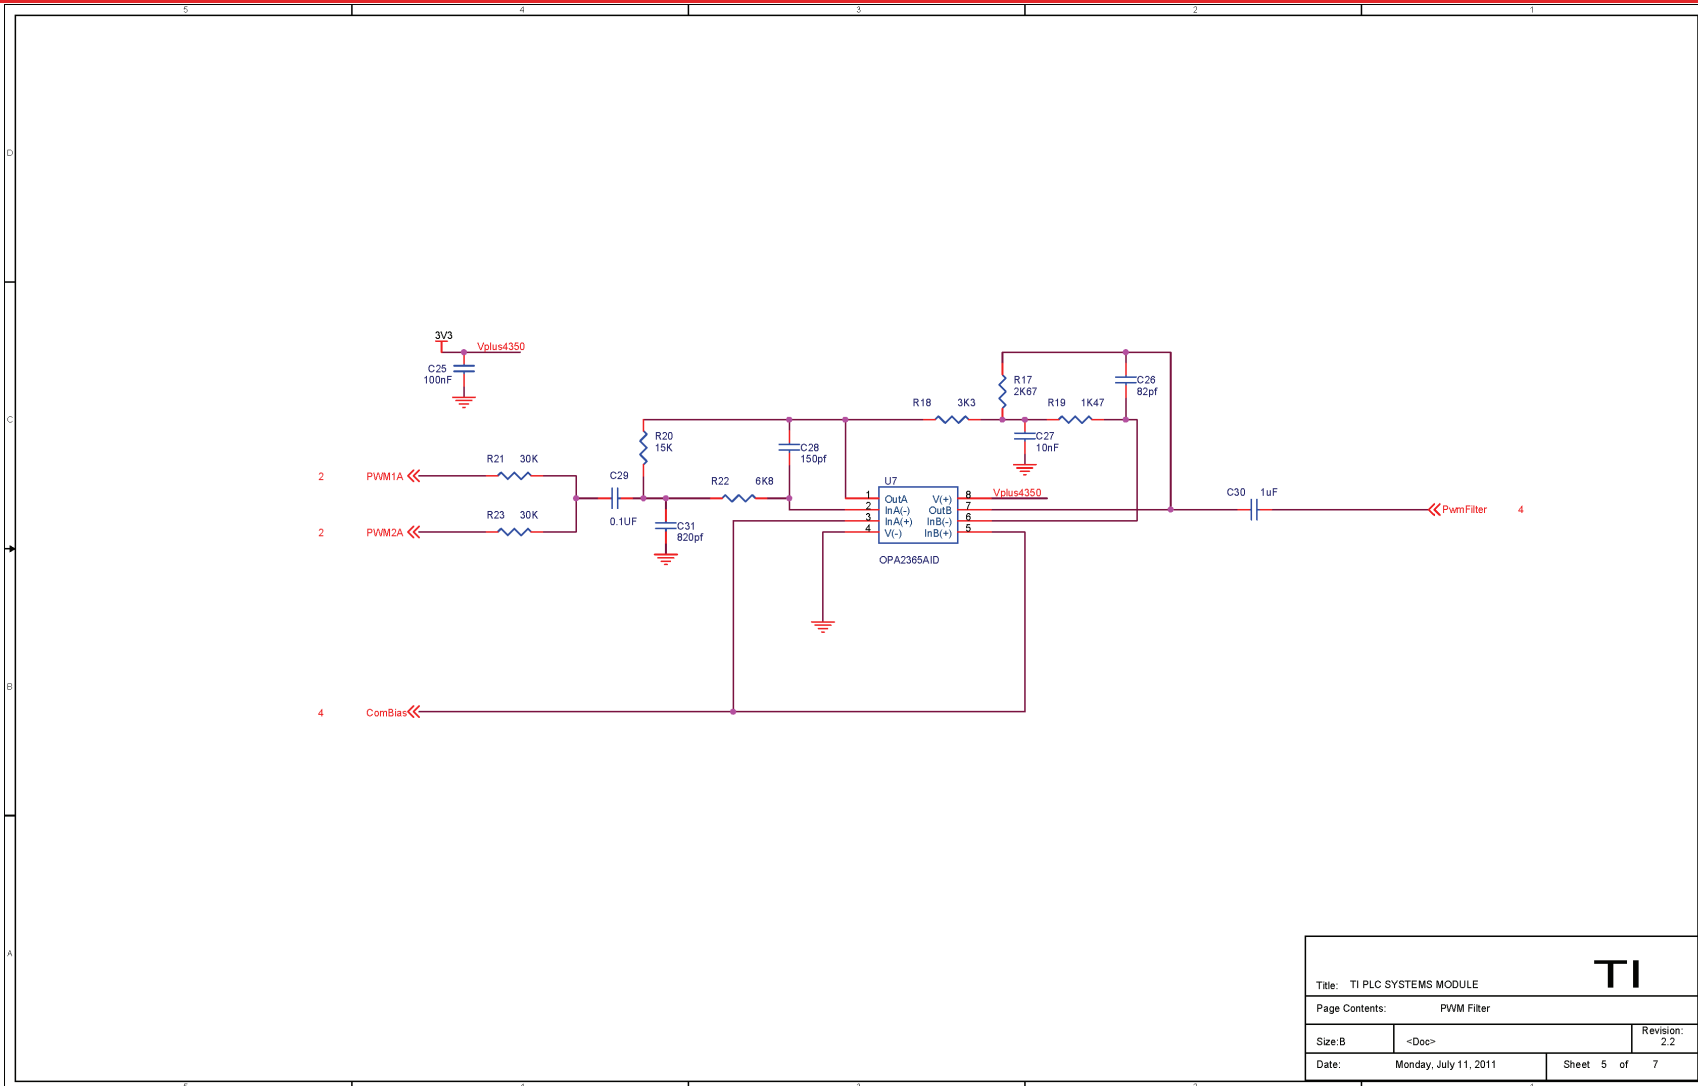 5 4 3 2 1
D
C
B
A
3V3
Vplus4350
C25
100nF
R17
2K67
C26
82pf
R18 3K3
R19 1K47
C27
10nF
R20
15K
C28
150pf
2 PWM1A
R21 30K
C29
0.1UF
R22 6K8
2 PWM2A
R23 30K
C31
820pf
U7
1 OutA V(+) 8 Vplus4350
2 InA(-) OutB 7
3 InA(+) InB(-) 6
4 V(-) InB(+) 5
OPA2365AID
C30 1uF
PwmFilter 4
4 ComBias
TI
Title: TI PLC SYSTEMS MODULE
Page Contents: PWM Filter
Size:B <Doc> Revision:
2.2
Date: Monday, July 11, 2011 Sheet 5 of 7